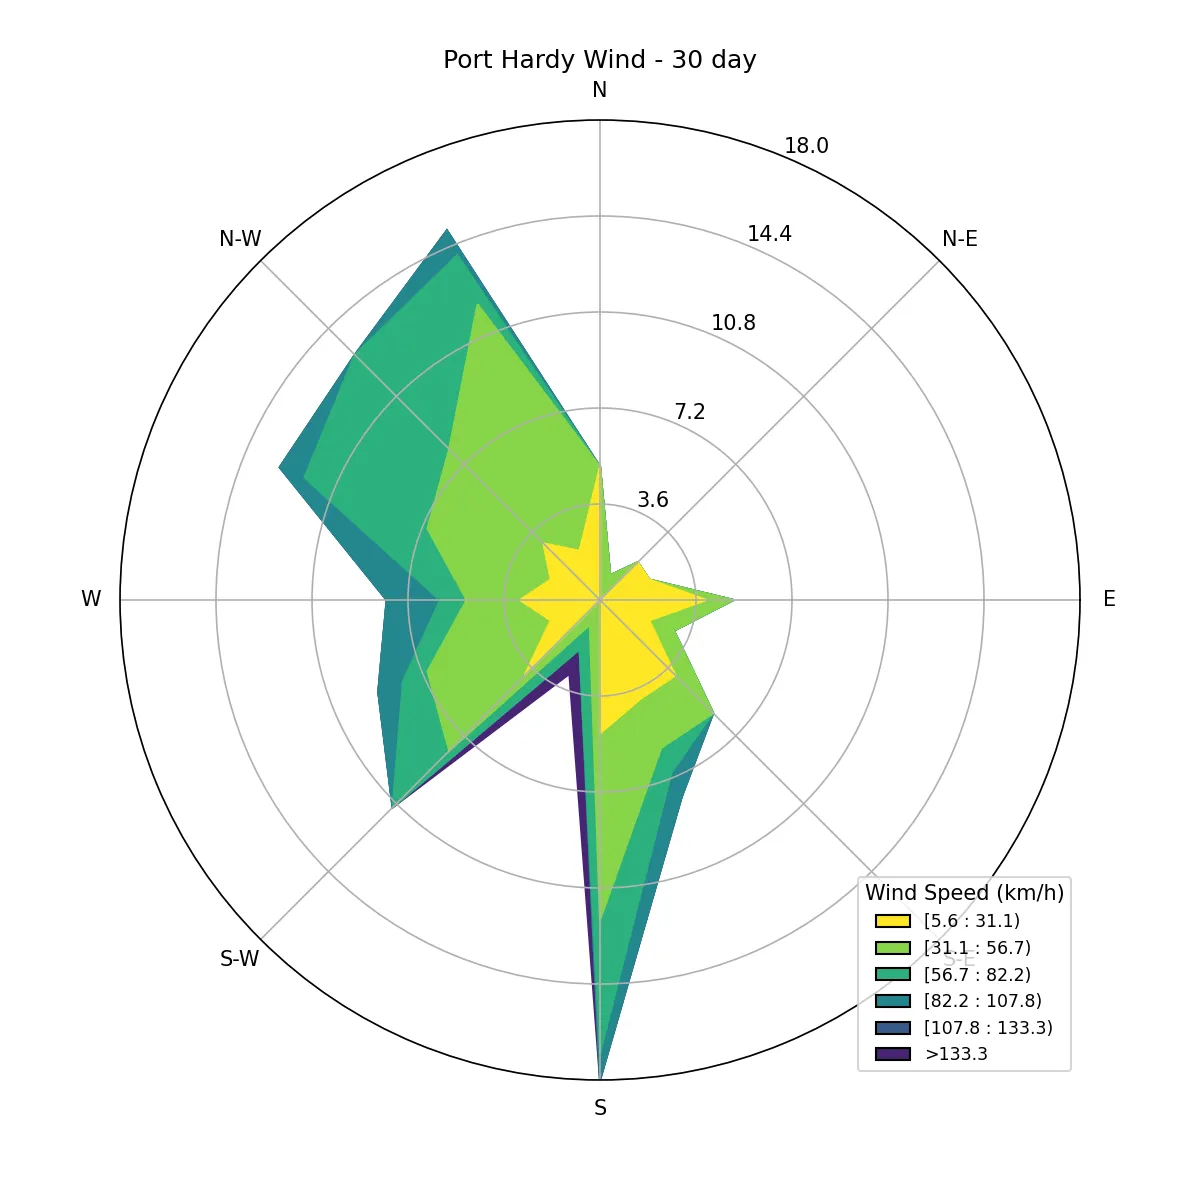 Port Hardy Wind - 30 day
N
18.0
14.4
N-W
N-E
10.8
7.2
3.6
W
E
Wind Speed (km/h)
[5.6 : 31.1)
[31.1 : 56.7)
S-W
S-E
[56.7 : 82.2)
[82.2 : 107.8)
[107.8 : 133.3)
>133.3
S